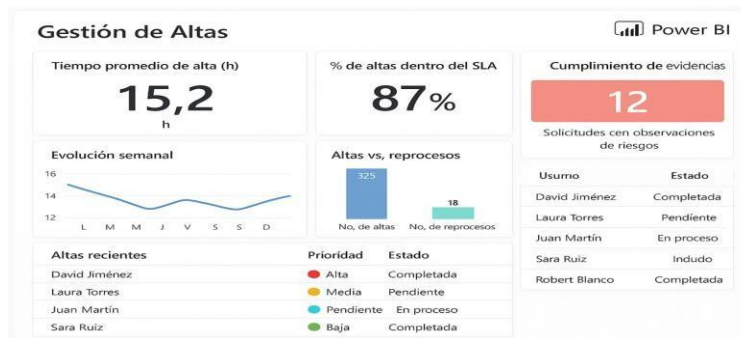 Gestión de Altas
Power BI
Tiempo promedio de alta (h)
15,2
h
% de altas dentro del SLA
87%
Cumplimiento de evidencias
12
Solicitudes cen observaciones
de riesgos
Evolución semanal
16
14
12
L M M J V S S D
Altas vs, reprocesos
325
18
No, de altas No, de reprocesos
Usurno Estado
David Jiménez Completada
Laura Torres Pendíente
Juan Martín En proceso
Sara Ruiz Indudo
Robert Blanco Completada
Altas recientes Prioridad Estado
David Jiménez Alta Completada
Laura Torres Media Pendiente
Juan Martín Pendiente En proceso
Sara Ruiz Baja Completada